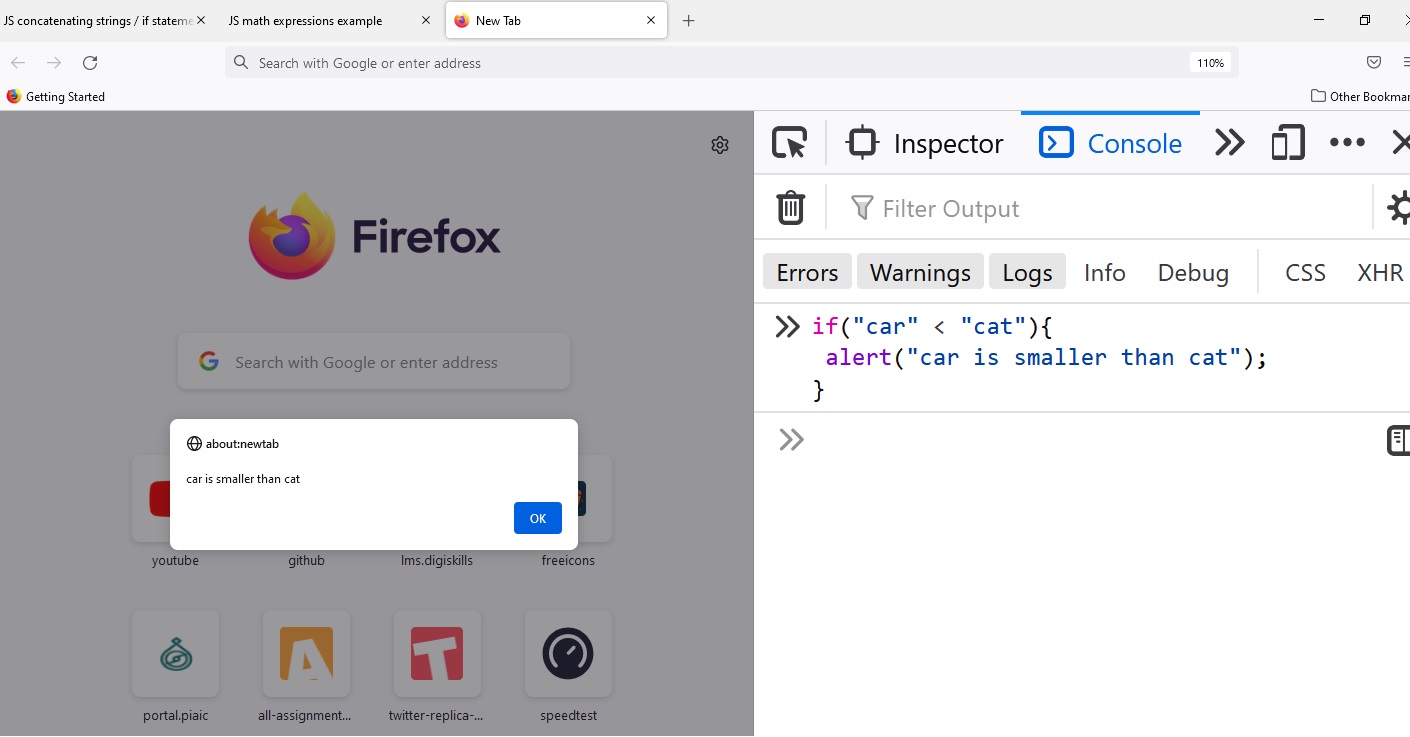 JS concatenating strings / if stateme
JS math expressions example
New Tab
Search with Google or enter address
110%
Getting Started
Other Bookmar
Firefox
Search with Google or enter address
about:newtab
car is smaller than cat
OK
youtube
github
lms.digiskills
freeicons
portal.piaic
all-assignment...
twitter-replica-...
speedtest
Inspector
Console
Filter Output
Errors
Warnings
Logs
Info
Debug
CSS
XHR
if("car" < "cat"){
alert("car is smaller than cat");
}